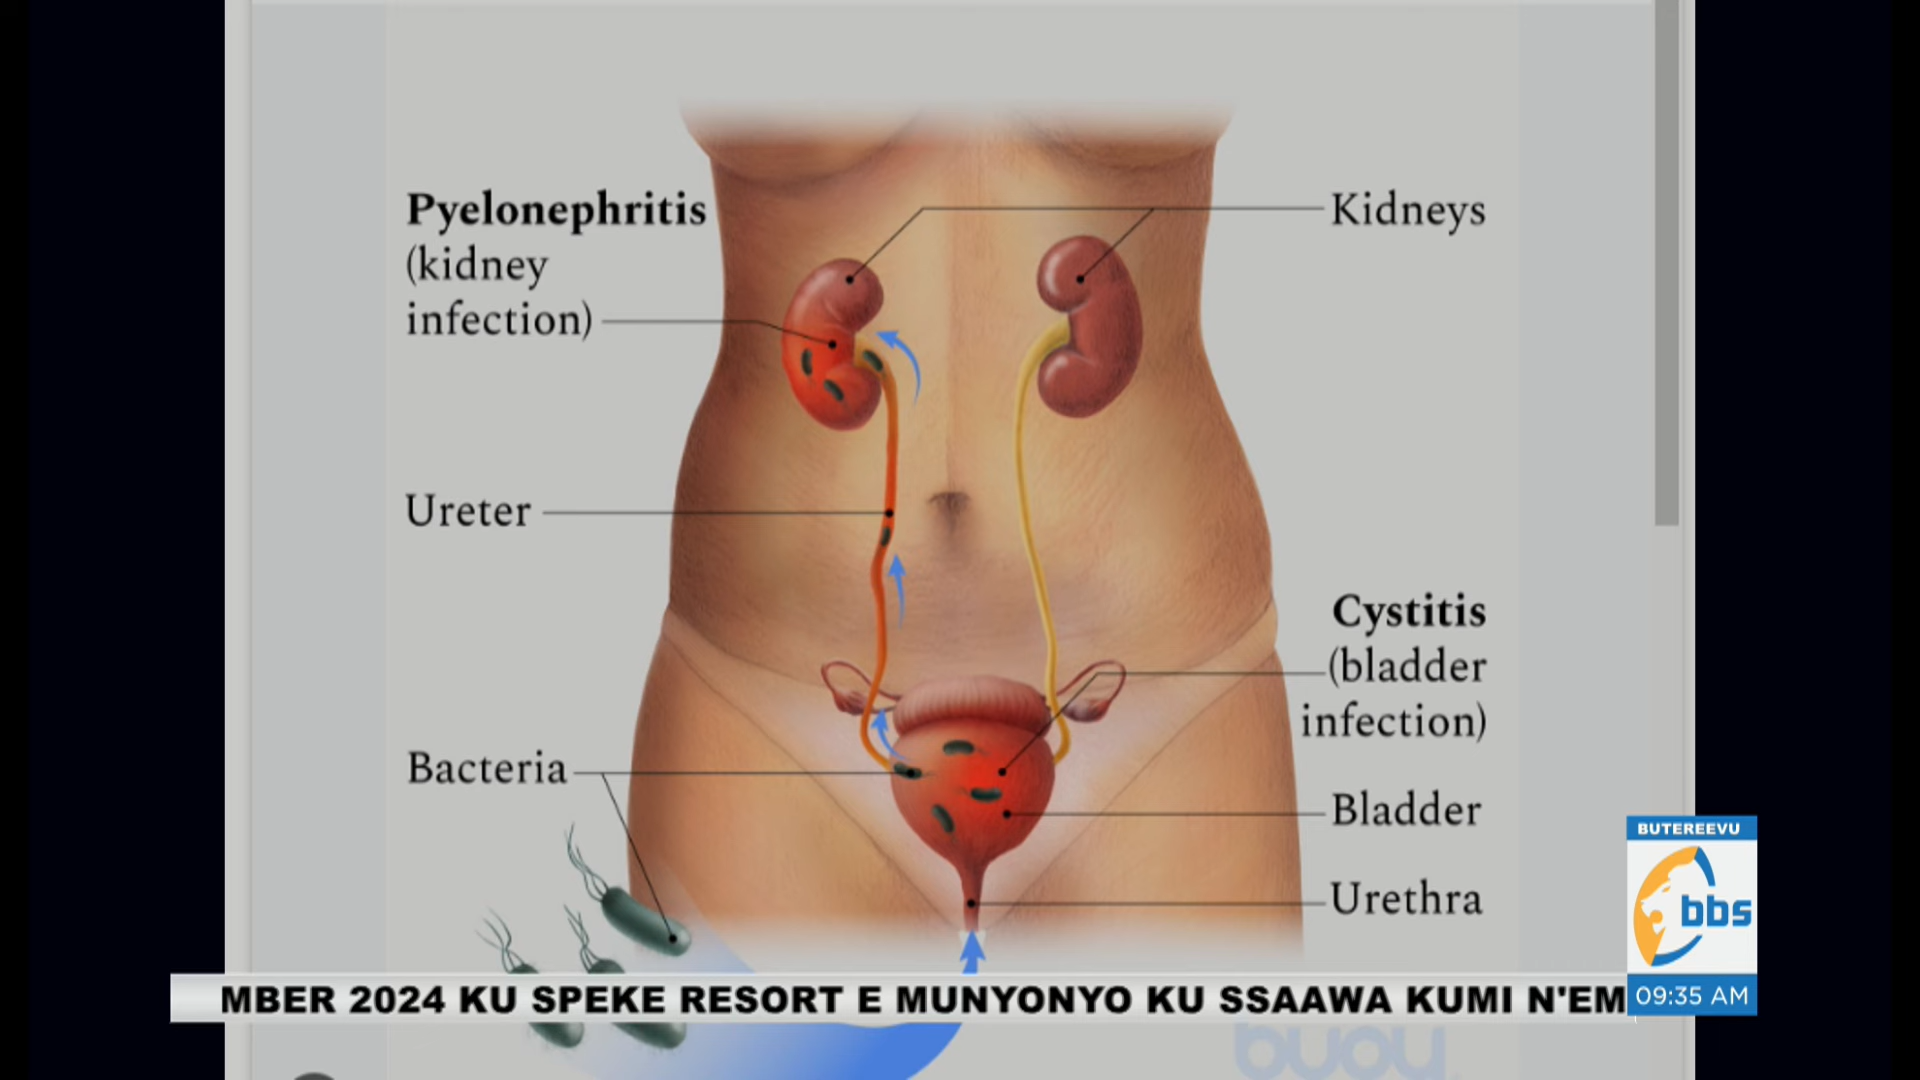 Pyelonephritis
(kidney
infection)
Kidneys
Ureter
Cystitis
(bladder
infection)
Bacteria
Bladder
Urethra
BUTEREEVU
bbs
MBER 2024 KU SPEKE RESORT E MUNYONYO KU SSAAWA KUMI N'EM
09:35 AM
buoy